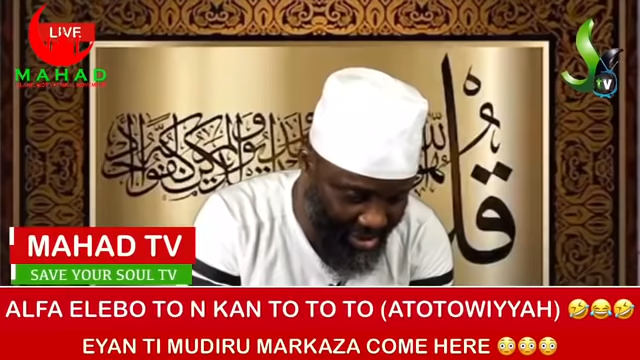 LIVE
MAHAD
TV
قل
MAHAD TV
SAVE YOUR SOUL TV
ALFA ELEBO TO N KAN TO TO TO (ATOTOWIYYAH) 🤣😂🤣
EYAN TI MUDIRU MARKAZA COME HERE 😳😳😳